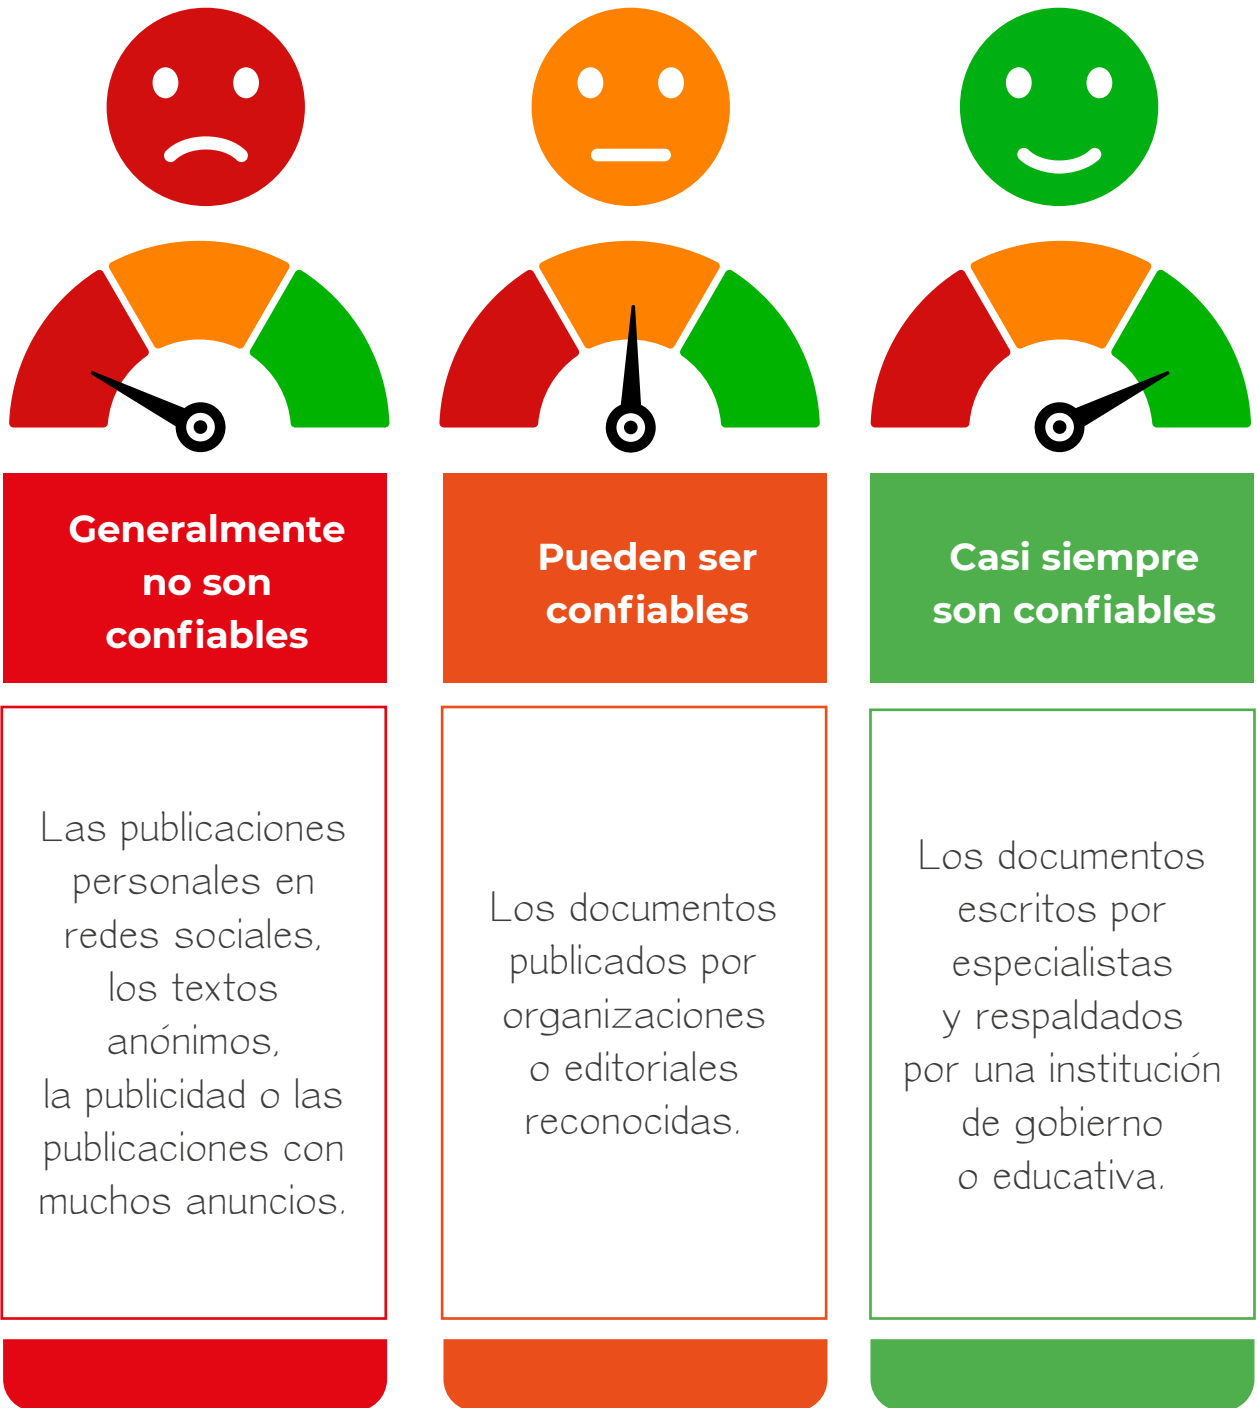 Generalmente
no son
confiables
Las publicaciones
personales en
redes sociales,
los textos
anónimos,
la publicidad o las
publicaciones con
muchos anuncios.
Pueden ser
confiables
Los documentos
publicados por
organizaciones
o editoriales
reconocidas.
Casi siempre
son confiables
Los documentos
escritos por
especialistas
y respaldados
por una institución
de gobierno
o educativa.